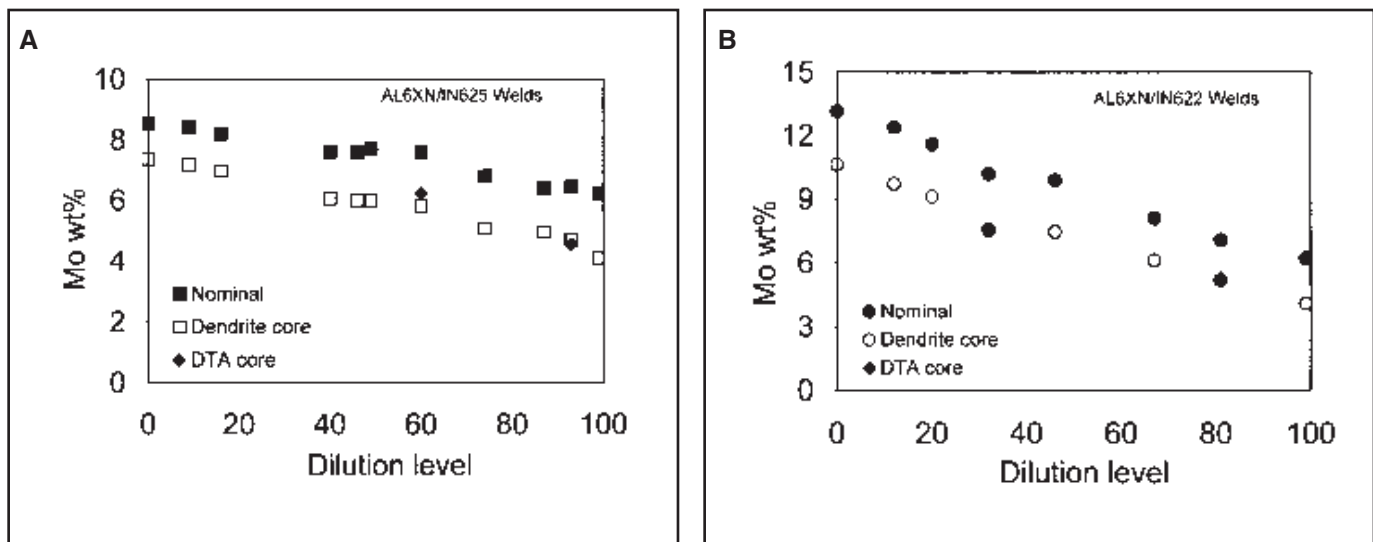 A
10
8
6
4
2
0
Mo wt%
AL6XN/IN625 Welds
Nominal
Dendrite core
DTA core
0 20 40 60 80 100
Dilution level
B
15
12
9
6
3
0
Mo wt%
AL6XN/IN622 Welds
Nominal
Dendrite core
DTA core
0 20 40 60 80 100
Dilution level